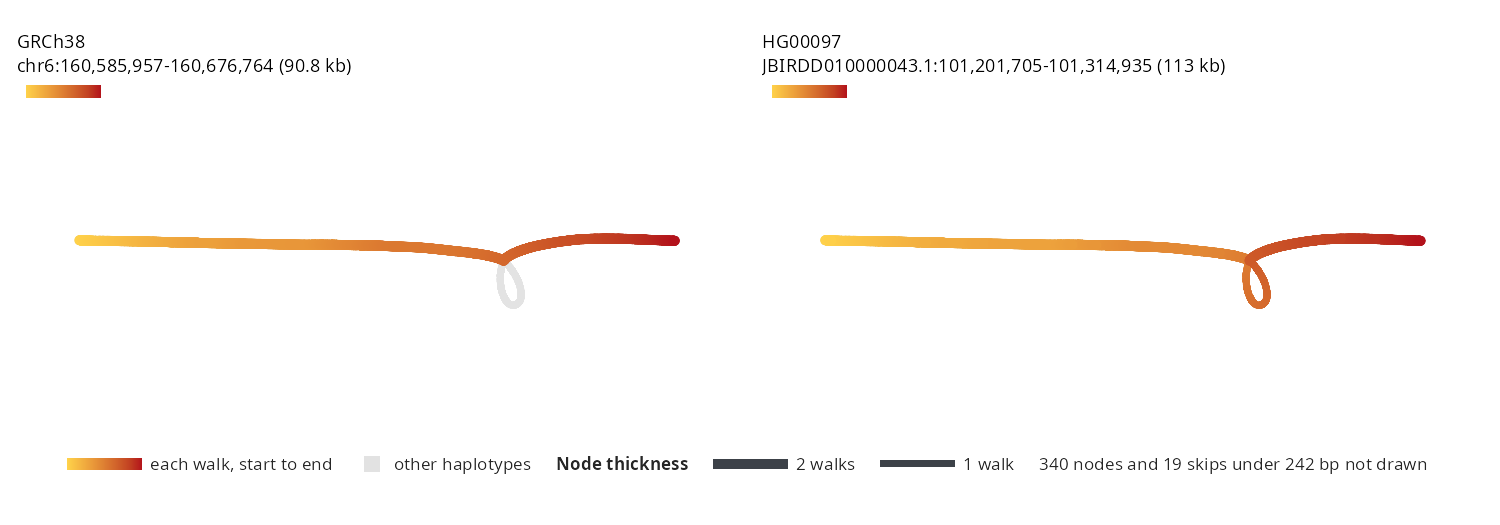 GRCh38
chr6:160,585,957-160,676,764 (90.8 kb)
HG00097
JBIRDD010000043.1:101,201,705-101,314,935 (113 kb)
each walk, start to end
other haplotypes
Node thickness
2 walks
1 walk
340 nodes and 19 skips under 242 bp not drawn